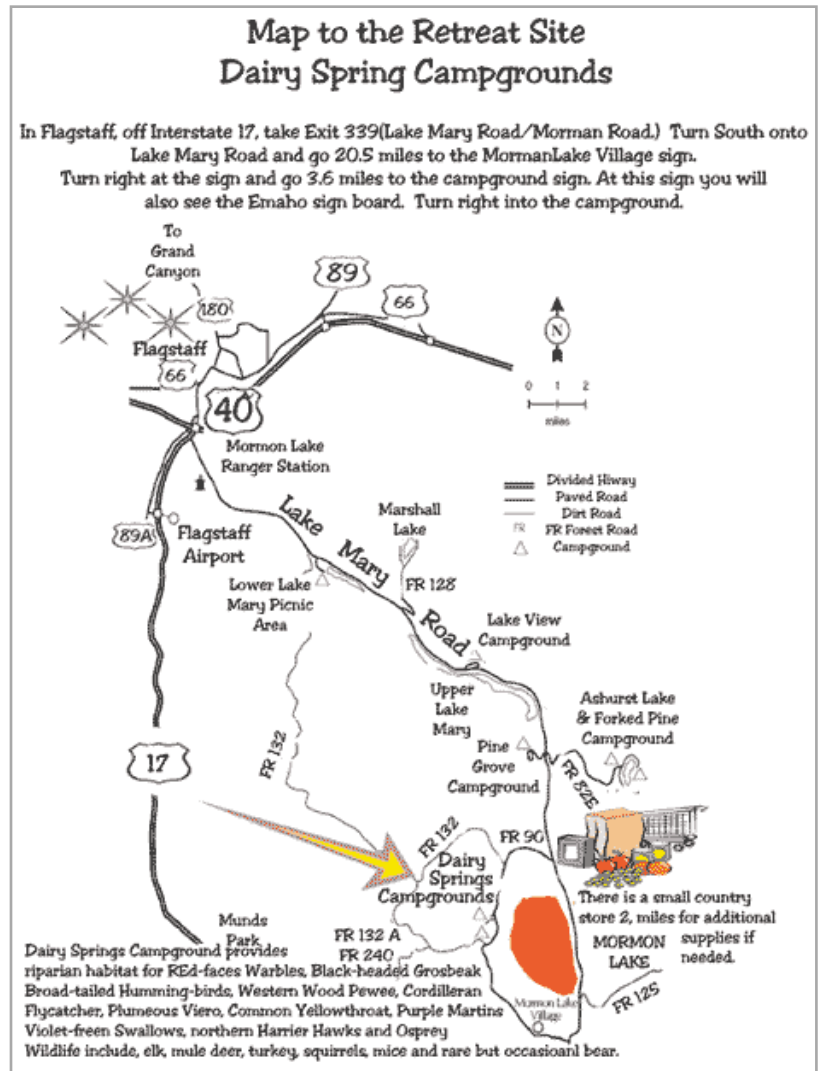 Map to the Retreat Site
Dairy Spring Campgrounds
In Flagstaff, off Interstate 17, take Exit 339(Lake Mary Road/Morman Road.) Turn South onto
Lake Mary Road and go 20.5 miles to the MormanLake Village sign.
Turn right at the sign and go 3.6 miles to the campground sign. At this sign you will
also see the Emaho sign board. Turn right into the campground.
To
Grand
Canyon
180
89
66
Flagstaff
66
40
N
0 1 2
miles
Mormon Lake
Ranger Station
Divided Hiway
Paved Road
Dirt Road
FR FR Forest Road
Campground
89A
Flagstaff
Airport
Lake Mary Road
Marshall
Lake
FR 128
Lower Lake
Mary Picnic
Area
Lake View
Campground
Upper
Lake
Mary
Ashurst Lake
& Forked Pine
Campground
Pine
Grove
Campground
FR 82E
FR 132
17
FR 132
FR 90
Dairy
Springs
Campgrounds
There is a small country
store 2, miles for additional
supplies if
needed.
MORMON
LAKE
FR 125
Mormon Lake
Village
Munds
Park
FR 132 A
FR 240
Dairy Springs Campground provides
riparian habitat for REd-faces Warbles, Black-headed Grosbeak
Broad-tailed Humming-birds, Western Wood Pewee, Cordilleran
Flycatcher, Plumeous Viero, Common Yellowthroat, Purple Martins
Violet-freen Swallows, northern Harrier Hawks and Osprey
Wildlife include, elk, mule deer, turkey, squirrels, mice and rare but occasioanl bear.